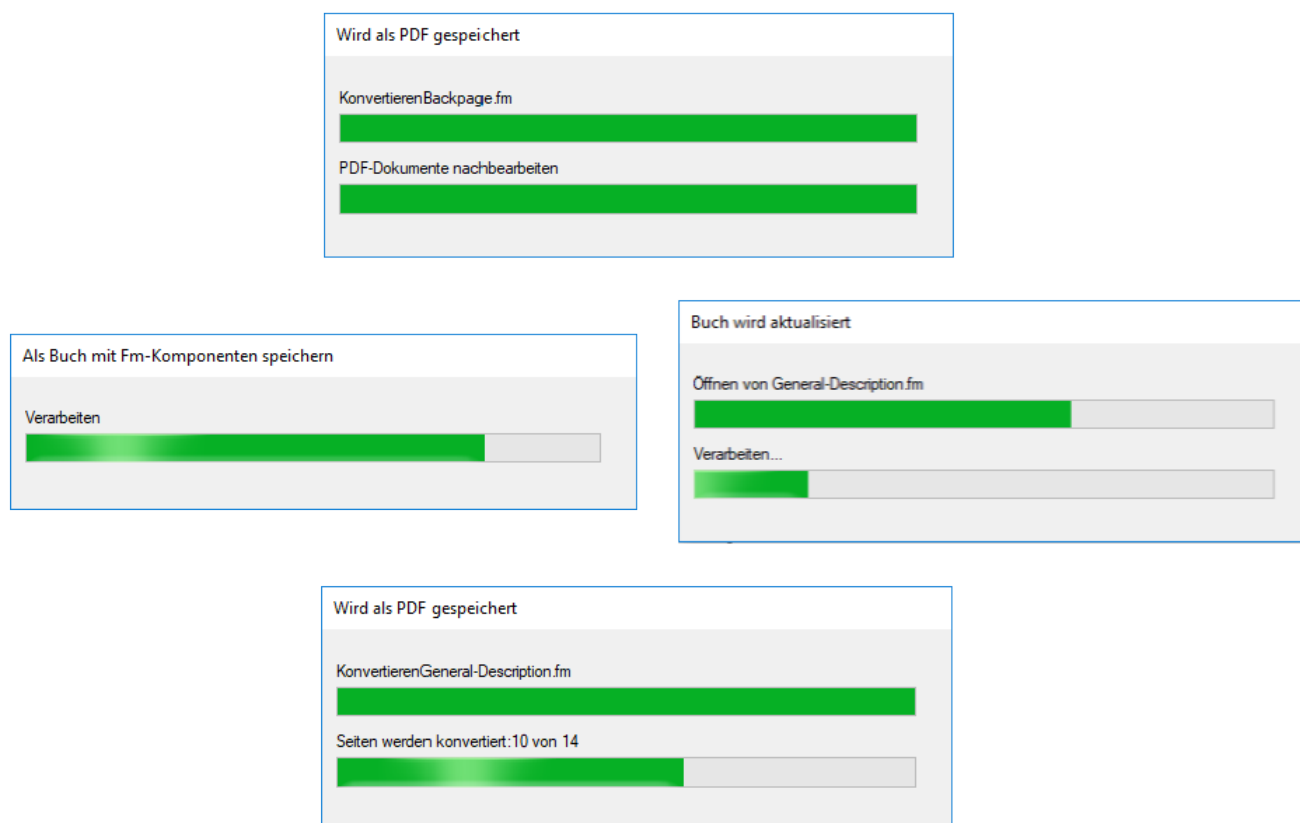 Wird als PDF gespeichert
KonvertierenBackpage.fm
PDF-Dokumente nachbearbeiten
Als Buch mit Fm-Komponenten speichern
Verarbeiten
Buch wird aktualisiert
Öffnen von General-Description.fm
Verarbeiten...
Wird als PDF gespeichert
KonvertierenGeneral-Description.fm
Seiten werden konvertiert:10 von 14